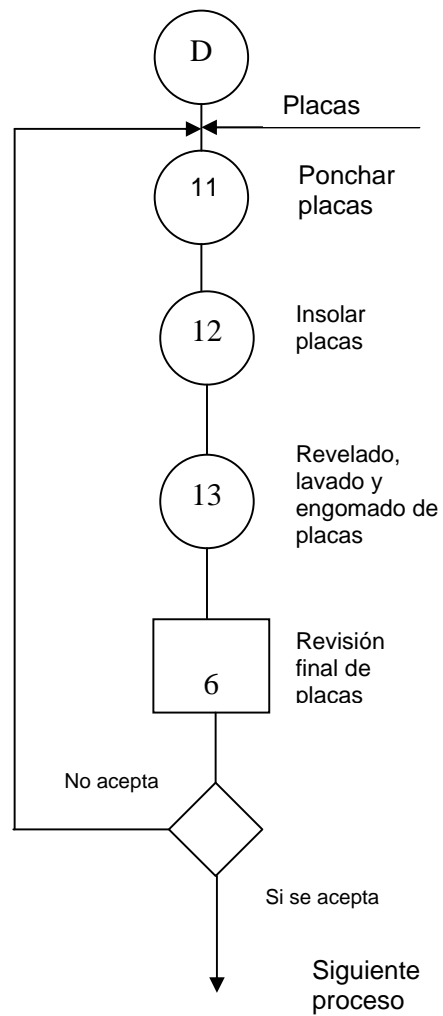 D
Placas
11
Ponchar
placas
12
Insolar
placas
13
Revelado,
lavado y
engomado de
placas
6
Revisión
final de
placas
No acepta
Si se acepta
Siguiente
proceso